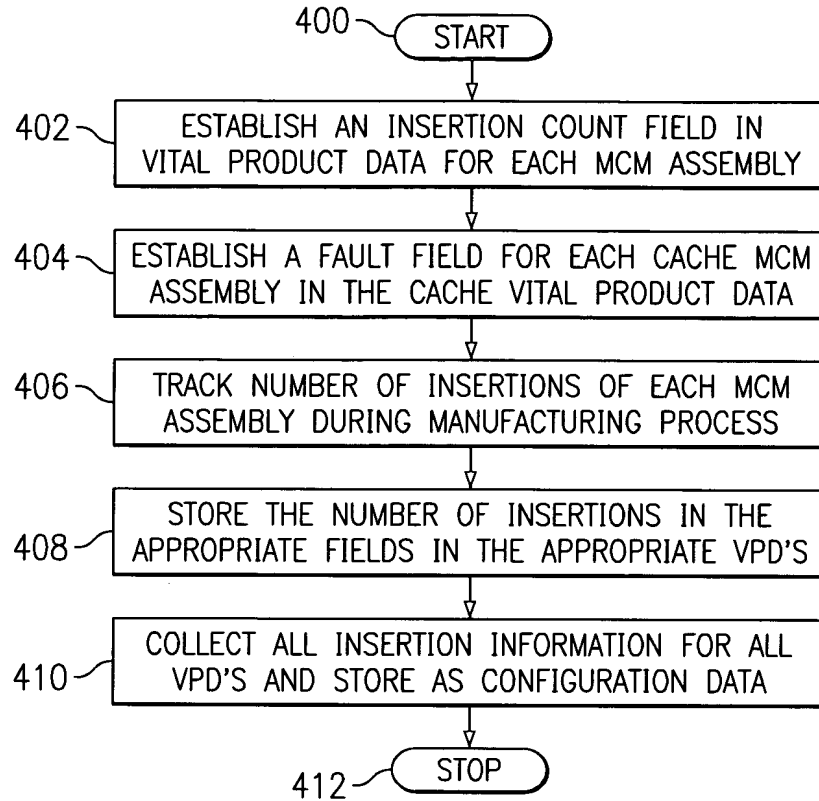 400
START
402
ESTABLISH AN INSERTION COUNT FIELD IN
VITAL PRODUCT DATA FOR EACH MCM ASSEMBLY
404
ESTABLISH A FAULT FIELD FOR EACH CACHE MCM
ASSEMBLY IN THE CACHE VITAL PRODUCT DATA
406
TRACK NUMBER OF INSERTIONS OF EACH MCM
ASSEMBLY DURING MANUFACTURING PROCESS
408
STORE THE NUMBER OF INSERTIONS IN THE
APPROPRIATE FIELDS IN THE APPROPRIATE VPD'S
410
COLLECT ALL INSERTION INFORMATION FOR ALL
VPD'S AND STORE AS CONFIGURATION DATA
412
STOP